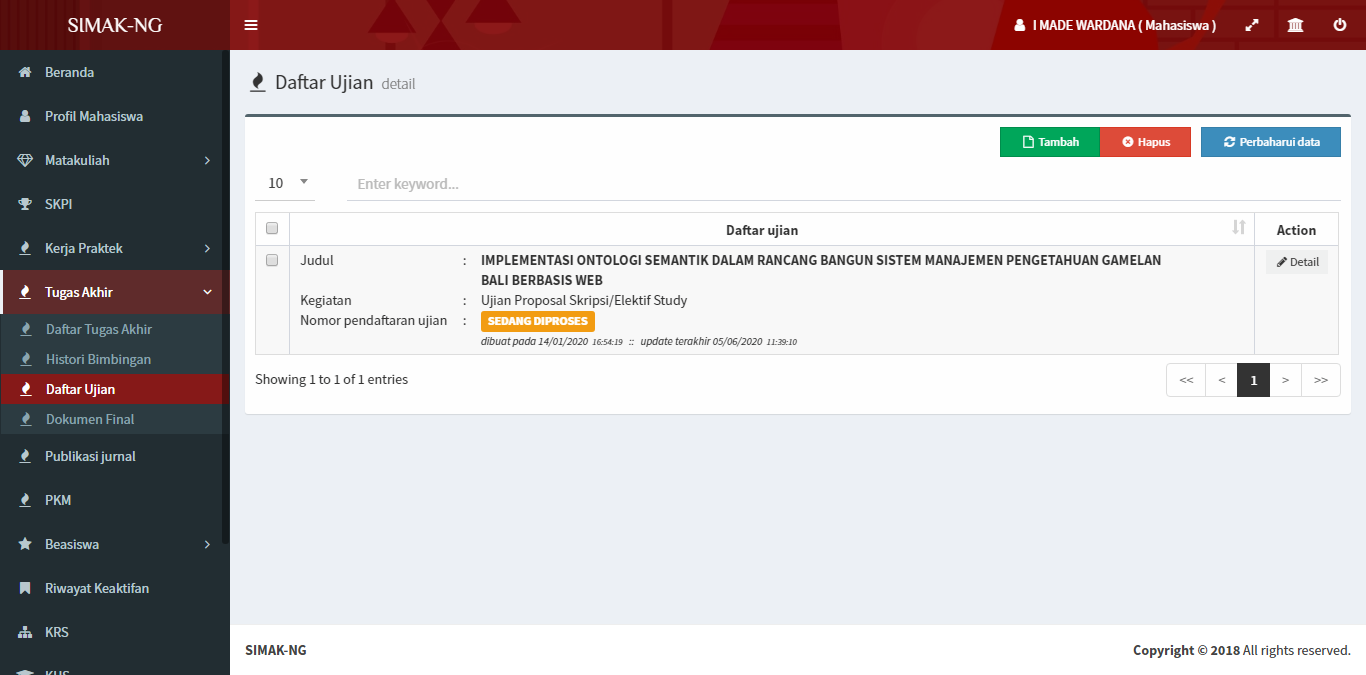 SIMAK-NG
I MADE WARDANA ( Mahasiswa )
Beranda
Profil Mahasiswa
Matakuliah
SKPI
Kerja Praktek
Tugas Akhir
Daftar Tugas Akhir
Histori Bimbingan
Daftar Ujian
Dokumen Final
Publikasi jurnal
PKM
Beasiswa
Riwayat Keaktifan
KRS
KHS
Daftar Ujian detail
Tambah
Hapus
Perbaharui data
10
Enter keyword...
Daftar ujian
Action
Judul : IMPLEMENTASI ONTOLOGI SEMANTIK DALAM RANCANG BANGUN SISTEM MANAJEMEN PENGETAHUAN GAMELAN
BALI BERBASIS WEB
Detail
Kegiatan : Ujian Proposal Skripsi/Elektif Study
Nomor pendaftaran ujian : SEDANG DIPROSES
dibuat pada 14/01/2020 16:54:19 :: update terakhir 05/06/2020 11:39:10
Showing 1 to 1 of 1 entries
<< < 1 > >>
SIMAK-NG
Copyright © 2018 All rights reserved.